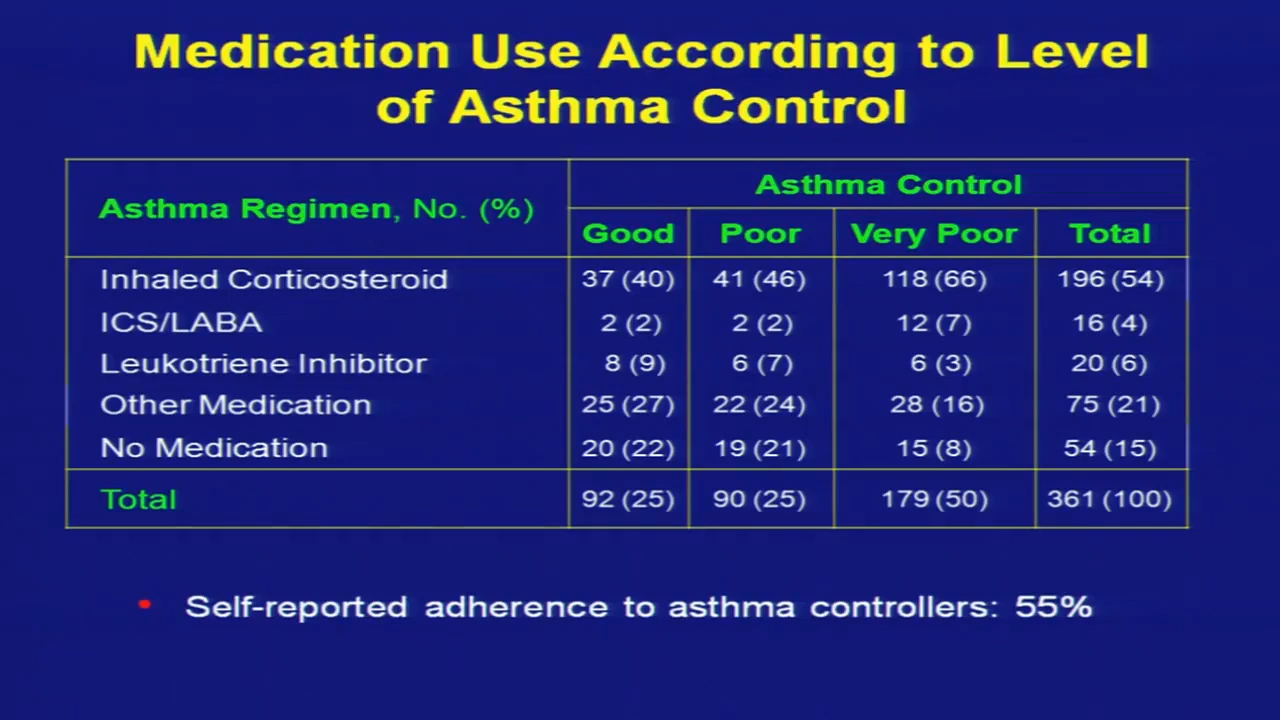 Medication Use According to Level
of Asthma Control
Asthma Regimen, No. (%)
Asthma Control
Good Poor Very Poor Total
Inhaled Corticosteroid 37 (40) 41 (46) 118 (66) 196 (54)
ICS/LABA 2 (2) 2 (2) 12 (7) 16 (4)
Leukotriene Inhibitor 8 (9) 6 (7) 6 (3) 20 (6)
Other Medication 25 (27) 22 (24) 28 (16) 75 (21)
No Medication 20 (22) 19 (21) 15 (8) 54 (15)
Total 92 (25) 90 (25) 179 (50) 361 (100)
• Self-reported adherence to asthma controllers: 55%